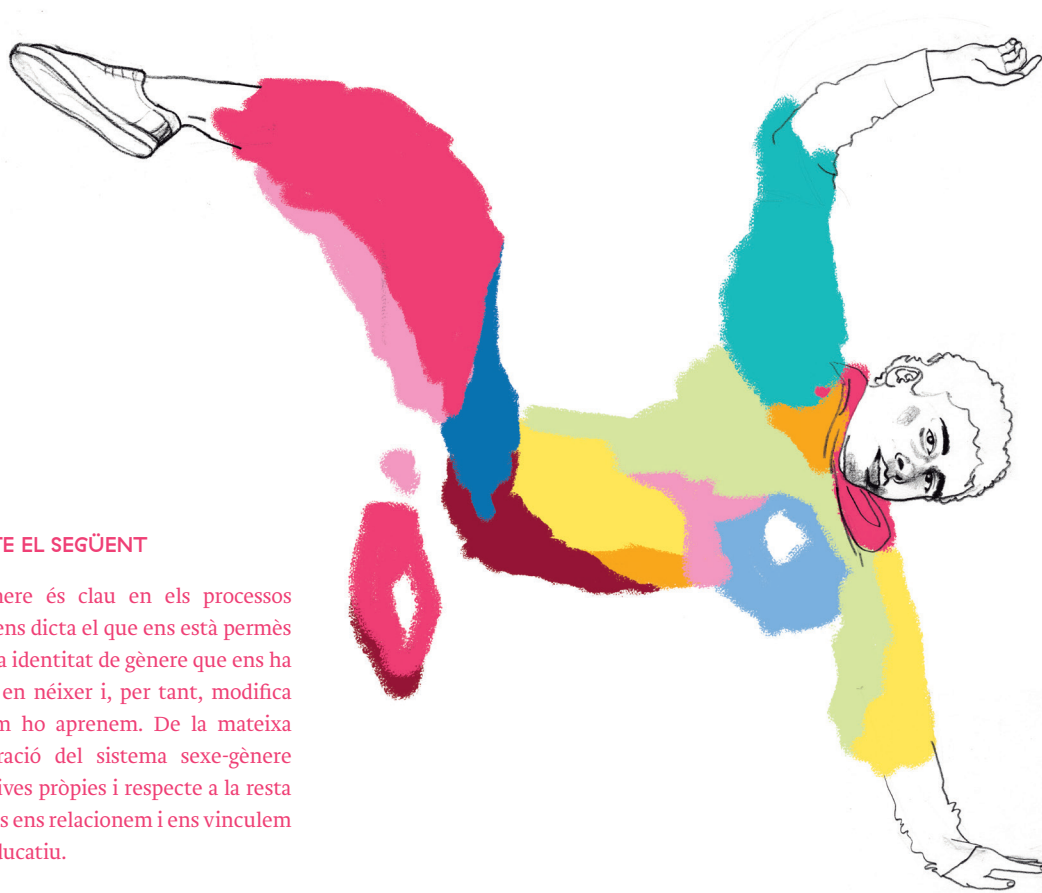 TE EL SEGÜENT
nere és clau en els processos
ens dicta el que ens està permès
a identitat de gènere que ens ha
en néixer i, per tant, modifica
m ho aprenem. De la mateixa
ració del sistema sexe-gènere
ives pròpies i respecte a la resta
s ens relacionem i ens vinculem
ducatiu.